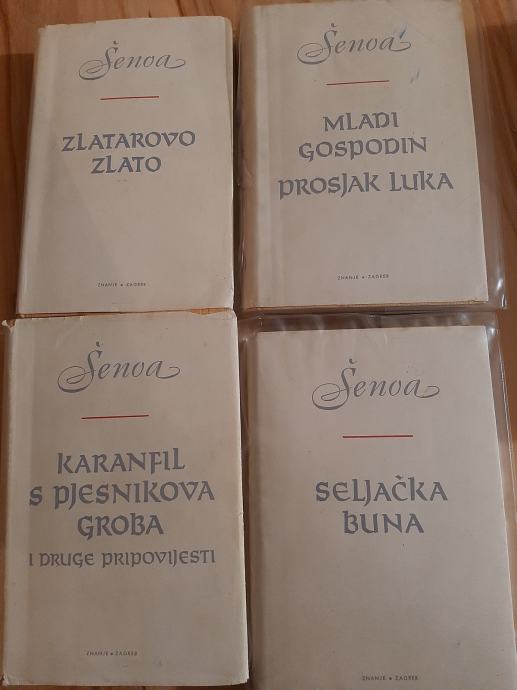 Šenoa
ZLATAROVO
ZLATO
ZNANJE • ZAGREB
Šenoa
MLADI
GOSPODIN
PROSJAK LUKA
ZNANJE • ZAGREB
Šenoa
KARANFIL
S PJESNIKOVA
GROBA
I DRUGE PRIPOVIJESTI
ZNANJE • ZAGREB
Šenoa
SELJAČKA
BUNA
ZNANJE • ZAGREB